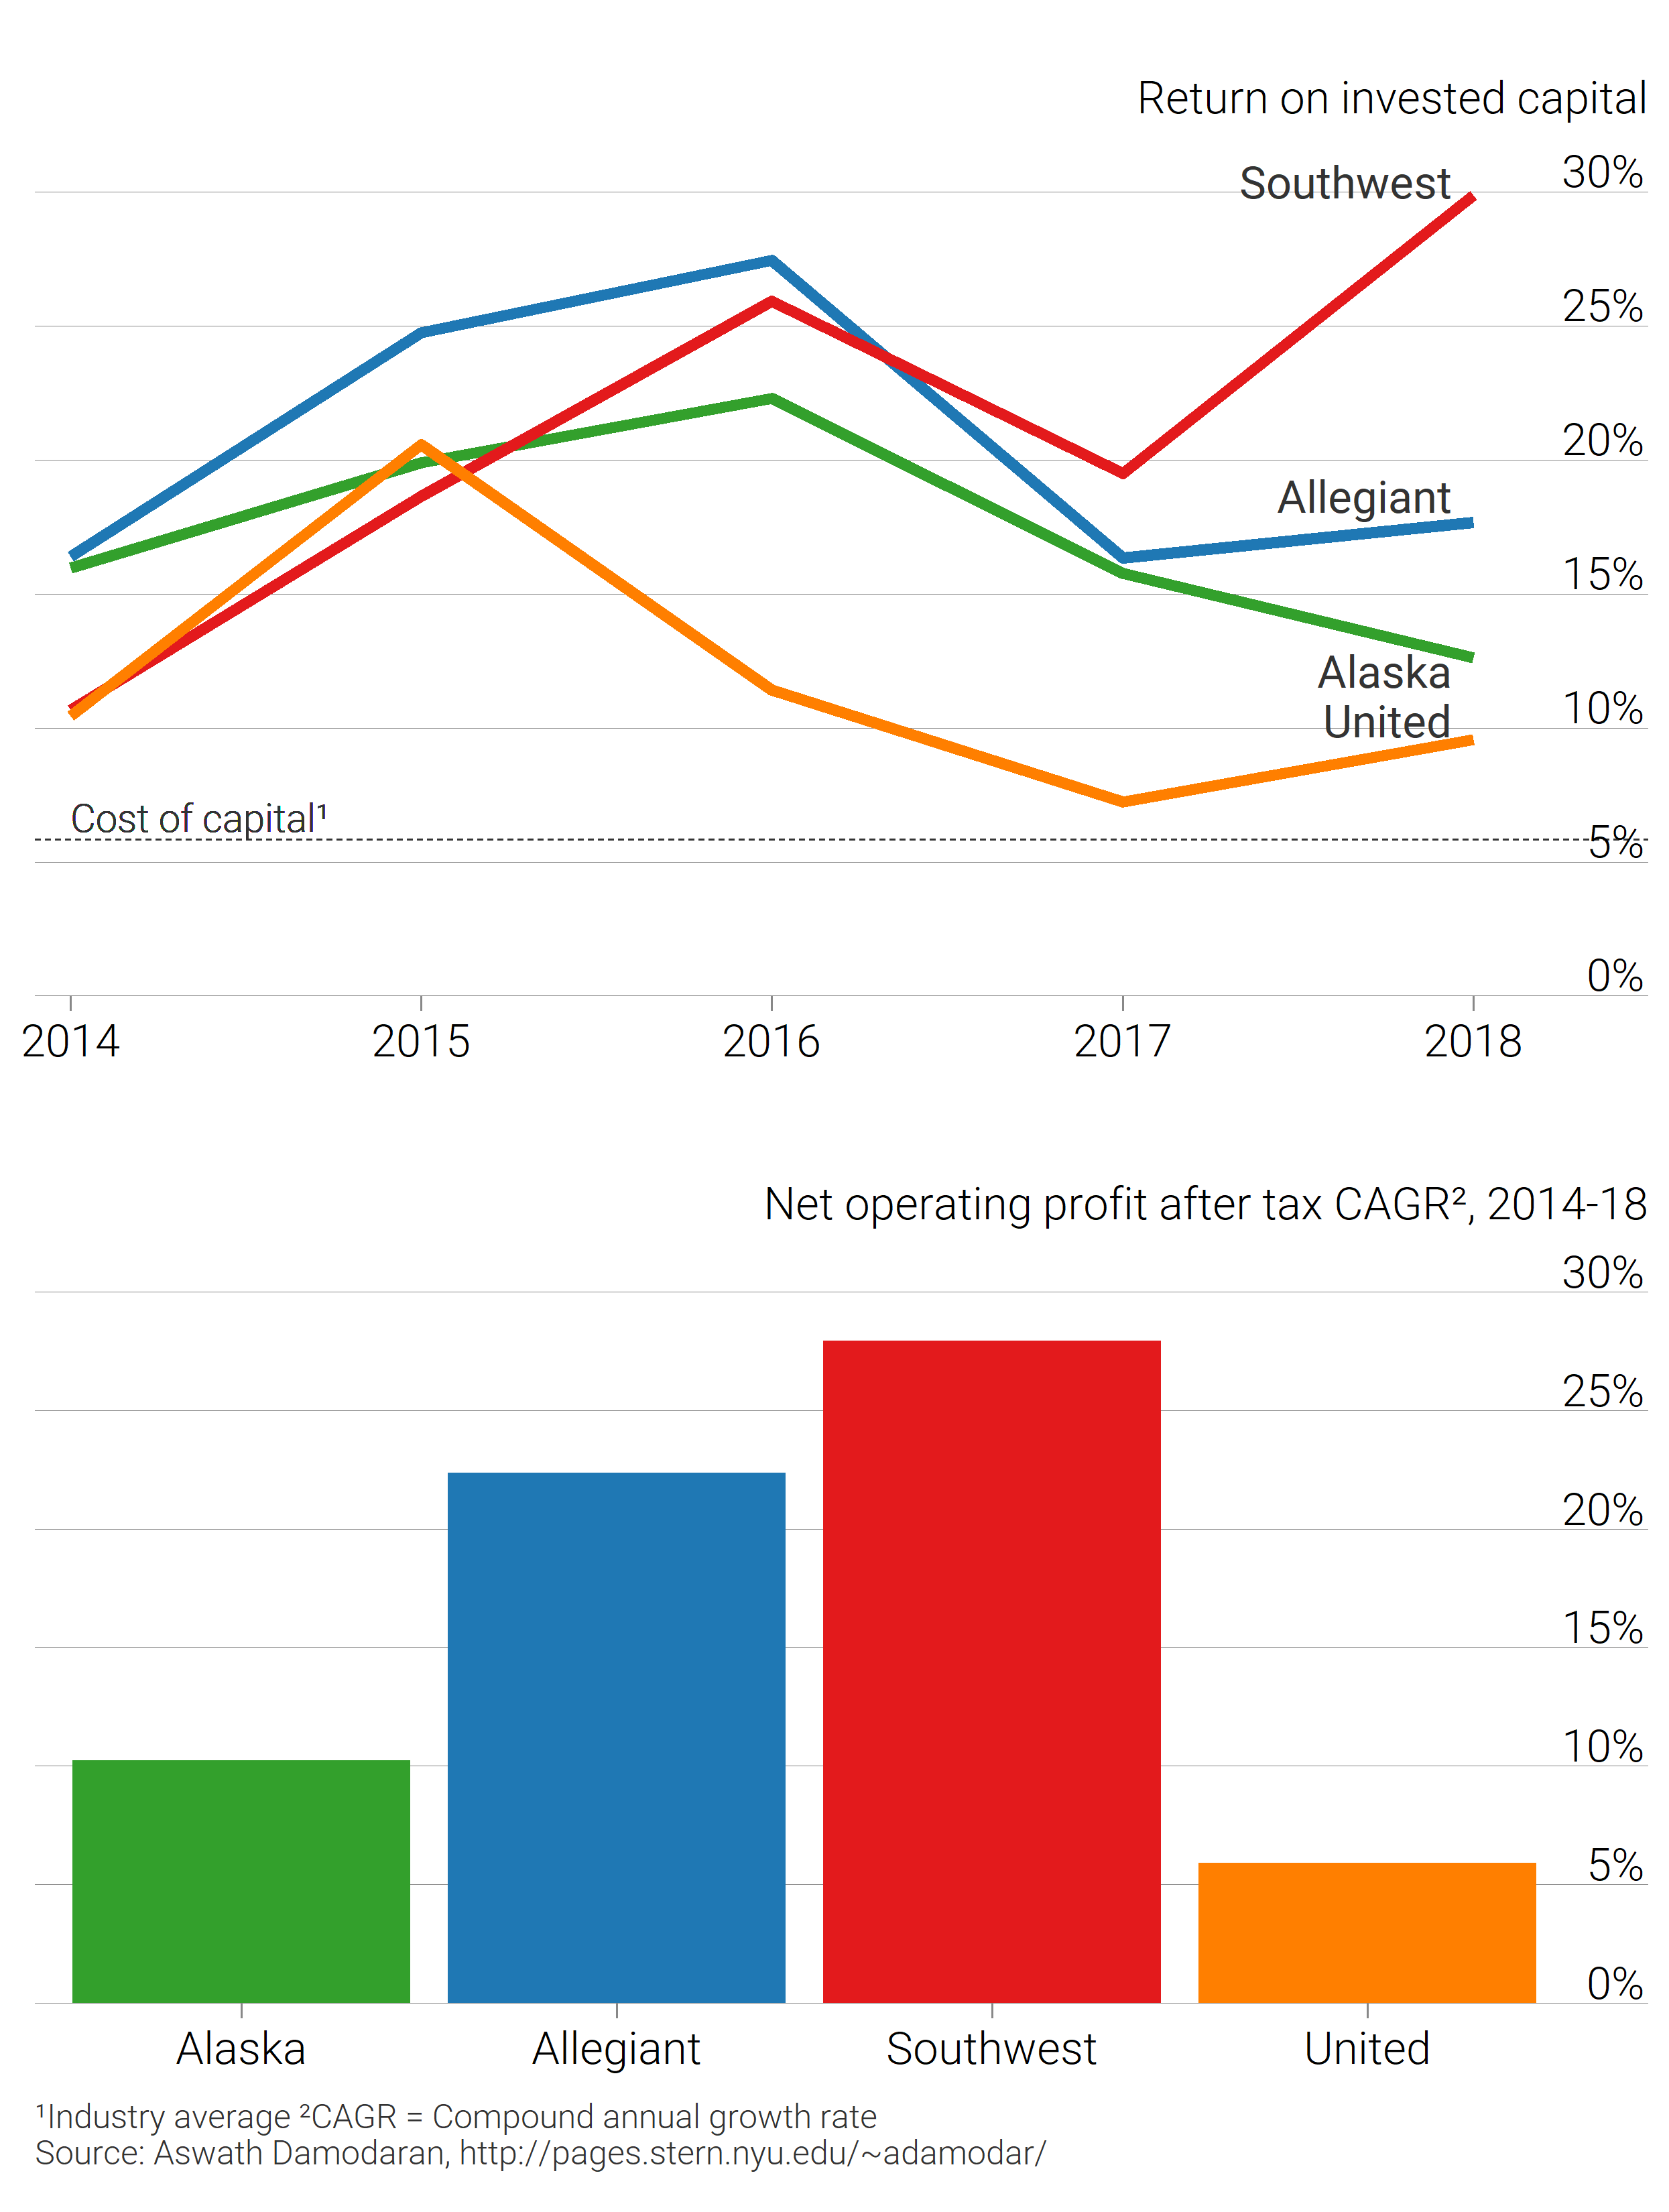 Return on invested capital
30%
Southwest
25%
20%
Allegiant
15%
Alaska
10%
United
Cost of capital¹
5%
0%
2014 2015 2016 2017 2018
Net operating profit after tax CAGR², 2014-18
30%
25%
20%
15%
10%
5%
0%
Alaska Allegiant Southwest United
¹Industry average ²CAGR = Compound annual growth rate
Source: Aswath Damodaran, http://pages.stern.nyu.edu/~adamodar/